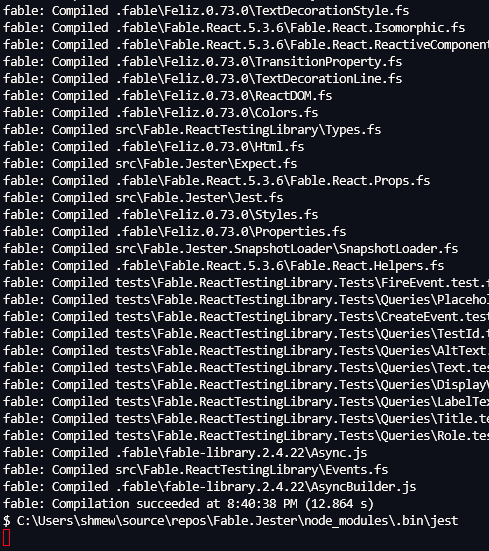 fable: Compiled .fable\Feliz.0.73.0\TextDecorationStyle.fs
fable: Compiled .fable\Fable.React.5.3.6\Fable.React.Isomorphic.fs
fable: Compiled .fable\Fable.React.5.3.6\Fable.React.ReactiveComponent
fable: Compiled .fable\Feliz.0.73.0\TransitionProperty.fs
fable: Compiled .fable\Feliz.0.73.0\TextDecorationLine.fs
fable: Compiled .fable\Feliz.0.73.0\ReactDOM.fs
fable: Compiled .fable\Feliz.0.73.0\Colors.fs
fable: Compiled src\Fable.ReactTestingLibrary\Types.fs
fable: Compiled .fable\Feliz.0.73.0\Html.fs
fable: Compiled src\Fable.Jester\Expect.fs
fable: Compiled .fable\Fable.React.5.3.6\Fable.React.Props.fs
fable: Compiled src\Fable.Jester\Jest.fs
fable: Compiled .fable\Feliz.0.73.0\Styles.fs
fable: Compiled .fable\Feliz.0.73.0\Properties.fs
fable: Compiled src\Fable.Jester.SnapshotLoader\SnapshotLoader.fs
fable: Compiled .fable\Fable.React.5.3.6\Fable.React.Helpers.fs
fable: Compiled tests\Fable.ReactTestingLibrary.Tests\FireEvent.test.f
fable: Compiled tests\Fable.ReactTestingLibrary.Tests\Queries\Placehol
fable: Compiled tests\Fable.ReactTestingLibrary.Tests\CreateEvent.test
fable: Compiled tests\Fable.ReactTestingLibrary.Tests\Queries\TestId.t
fable: Compiled tests\Fable.ReactTestingLibrary.Tests\Queries\AltText.
fable: Compiled tests\Fable.ReactTestingLibrary.Tests\Queries\Text.tes
fable: Compiled tests\Fable.ReactTestingLibrary.Tests\Queries\DisplayV
fable: Compiled tests\Fable.ReactTestingLibrary.Tests\Queries\LabelTex
fable: Compiled tests\Fable.ReactTestingLibrary.Tests\Queries\Title.te
fable: Compiled tests\Fable.ReactTestingLibrary.Tests\Queries\Role.tes
fable: Compiled .fable\fable-library.2.4.22\Async.js
fable: Compiled src\Fable.ReactTestingLibrary\Events.fs
fable: Compiled .fable\fable-library.2.4.22\AsyncBuilder.js
fable: Compilation succeeded at 8:40:38 PM (12.864 s)
$ C:\Users\shmew\source\repos\Fable.Jester\node_modules\.bin\jest